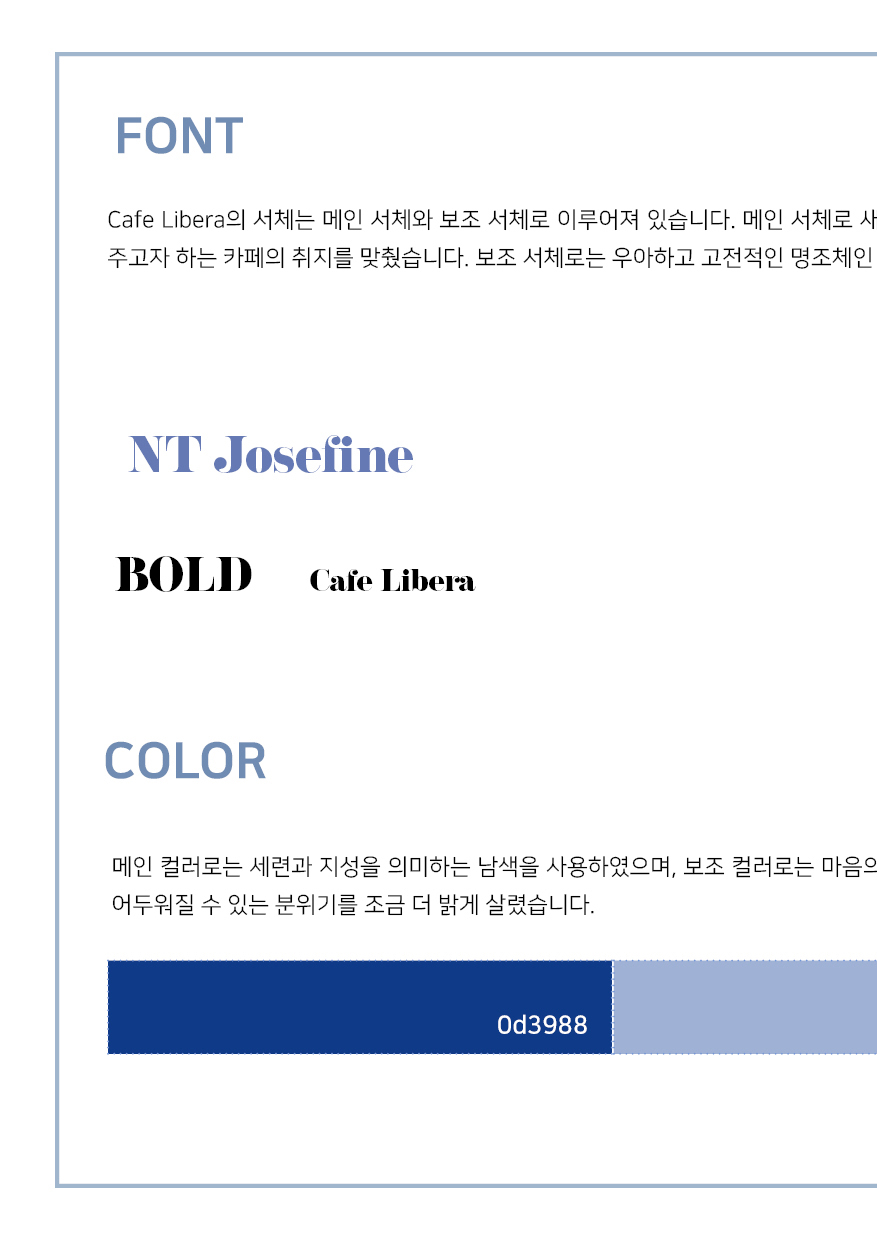 FONT
Cafe Libera의 서체는 메인 서체와 보조 서체로 이루어져 있습니다. 메인 서체로 새
주고자 하는 카페의 취지를 맞췄습니다. 보조 서체로는 우아하고 고전적인 명조체인
NT Josefine
BOLD Cafe Libera
COLOR
메인 컬러로는 세련과 지성을 의미하는 남색을 사용하였으며, 보조 컬러로는 마음의
어두워질 수 있는 분위기를 조금 더 밝게 살렸습니다.
0d3988